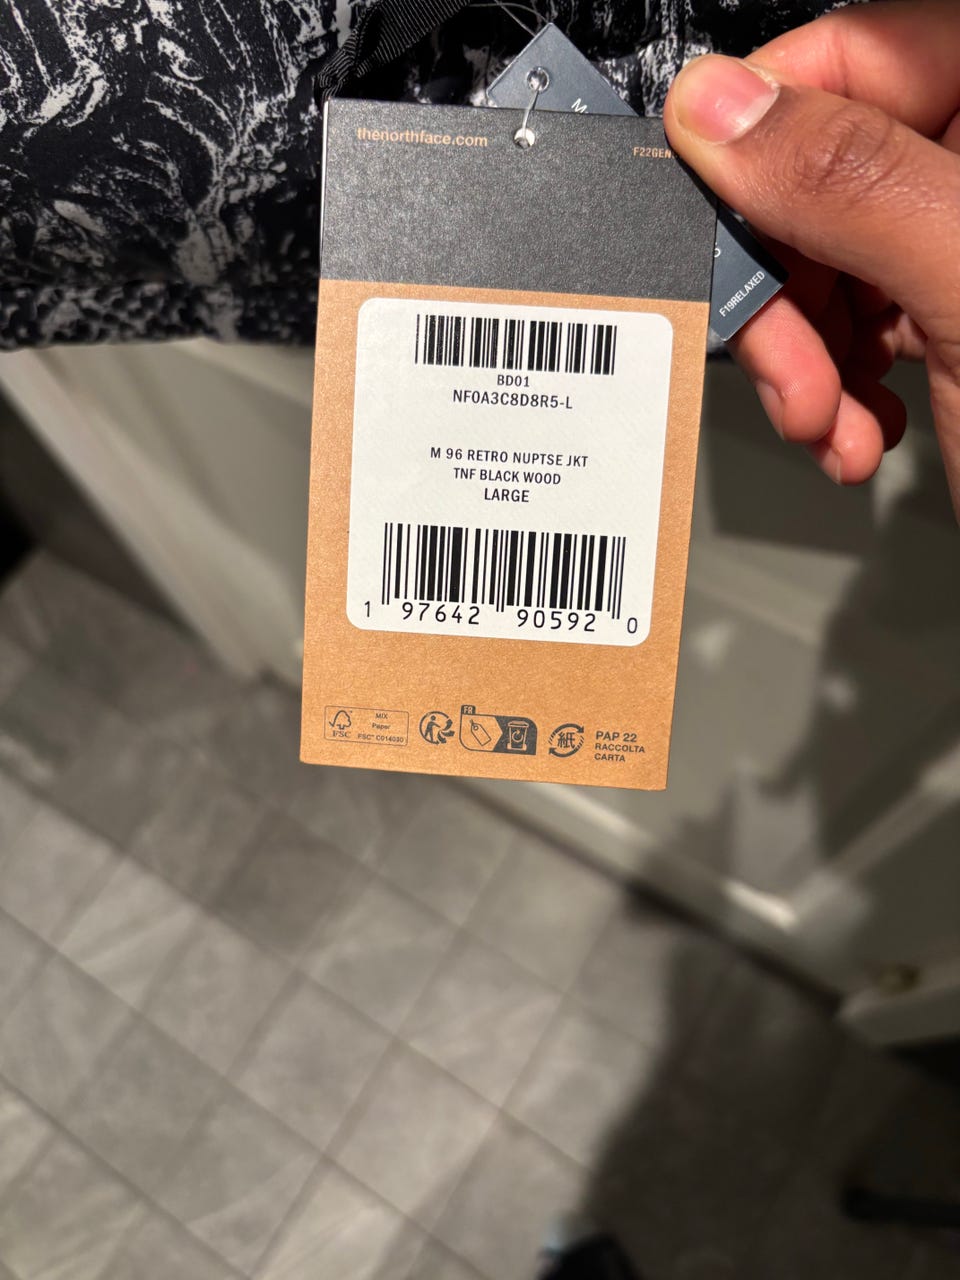 thenorthface.com
F22GEN
F19RELAXED
BD01
NF0A3C8D8R5-L
M 96 RETRO NUPTSE JKT
TNF BLACK WOOD
LARGE
1 97642 90592 0
FSC
MIX
Paper
FSC® C014030
FR
紙
PAP 22
RACCOLTA
CARTA